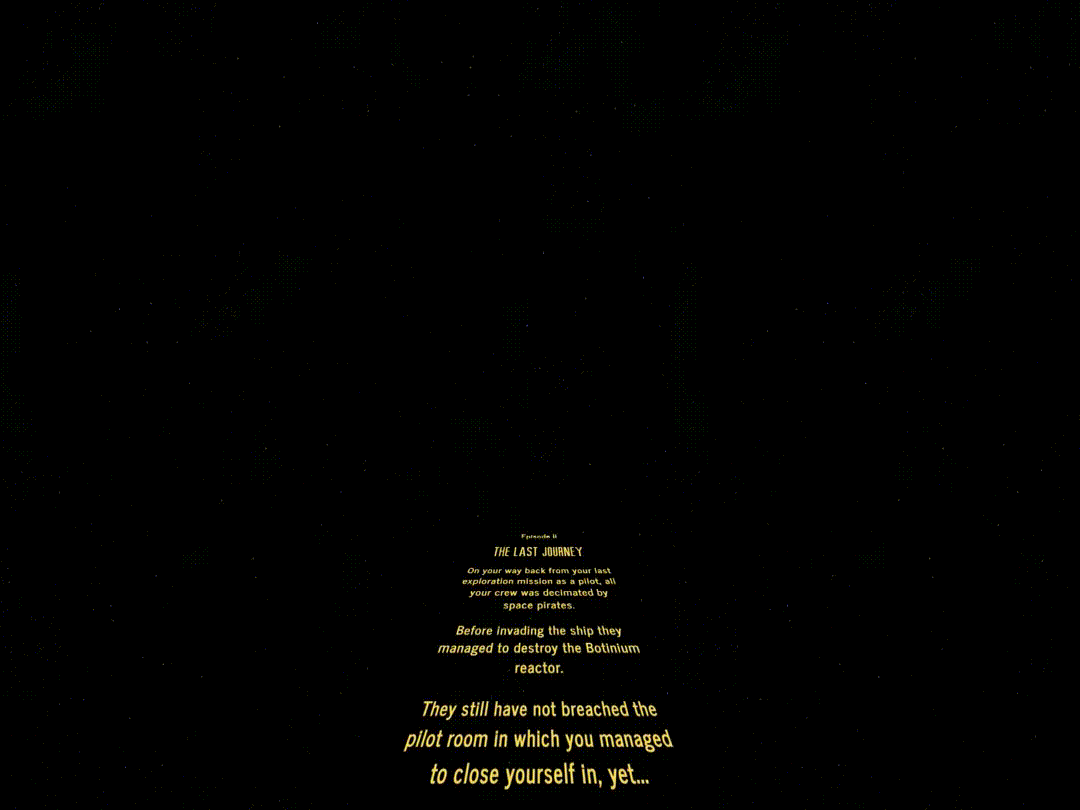 Episode II
THE LAST JOURNEY
On your way back from your last
exploration mission as a pilot, all
your crew was decimated by
space pirates.
Before invading the ship they
managed to destroy the Botinium
reactor.
They still have not breached the
pilot room in which you managed
to close yourself in, yet...